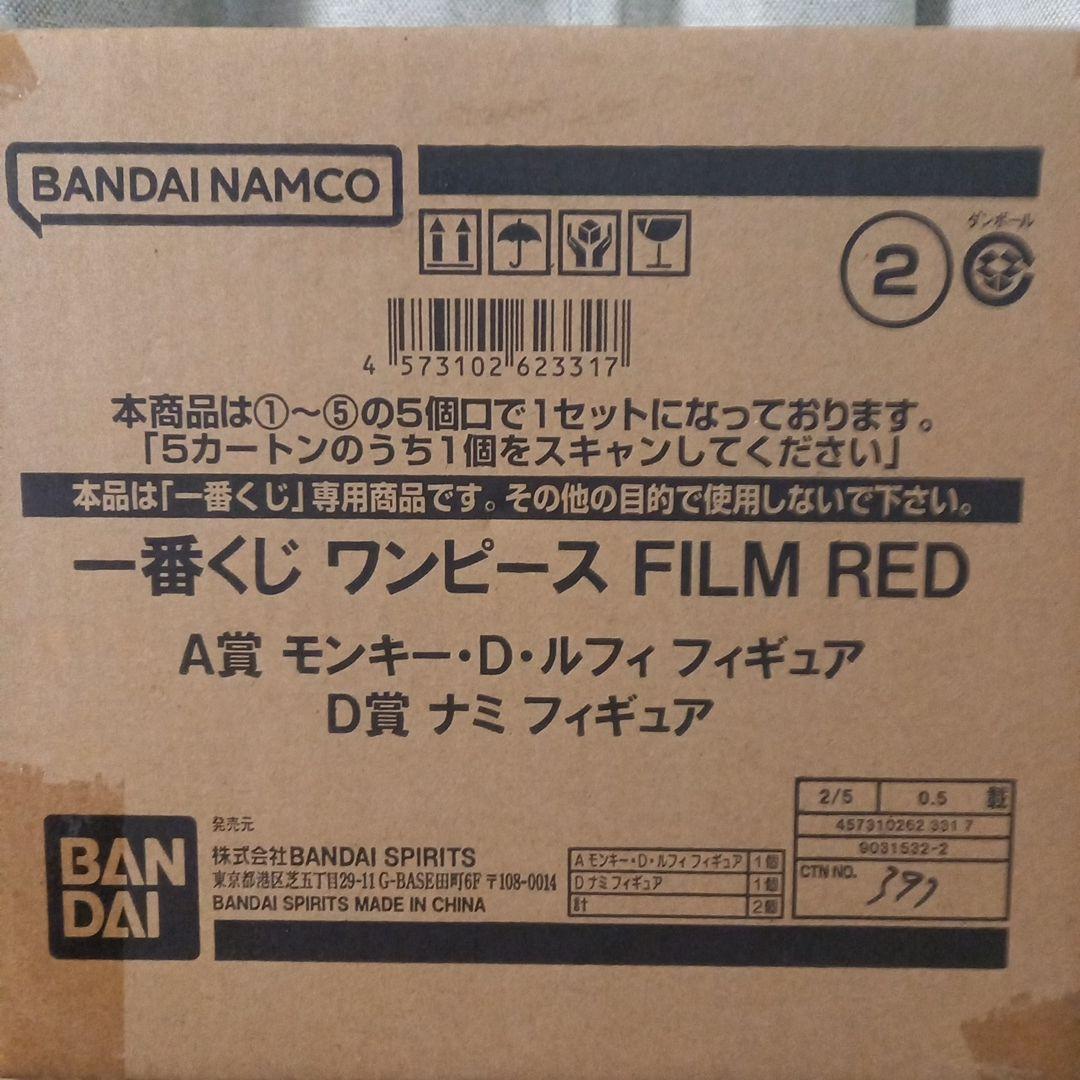 BANDAI NAMCO
② ダンボール
4 573102 623317
本商品は①〜⑤の5個口で1セットになっております。
「5カートンのうち1個をスキャンしてください」
本品は「一番くじ」専用商品です。その他の目的で使用しないで下さい。
一番くじ ワンピース FILM RED
A賞 モンキー・D・ルフィ フィギュア
D賞 ナミ フィギュア
BAN
DAI
発売元
株式会社BANDAI SPIRITS
東京都港区芝五丁目29-11 G-BASE田町6F 〒108-0014
BANDAI SPIRITS MADE IN CHINA
A モンキー・D・ルフィ フィギュア 1個
D ナミ フィギュア 1個
計 2個
2/5 0.5 載
457310262 331 7
9031532-2
CTN NO.